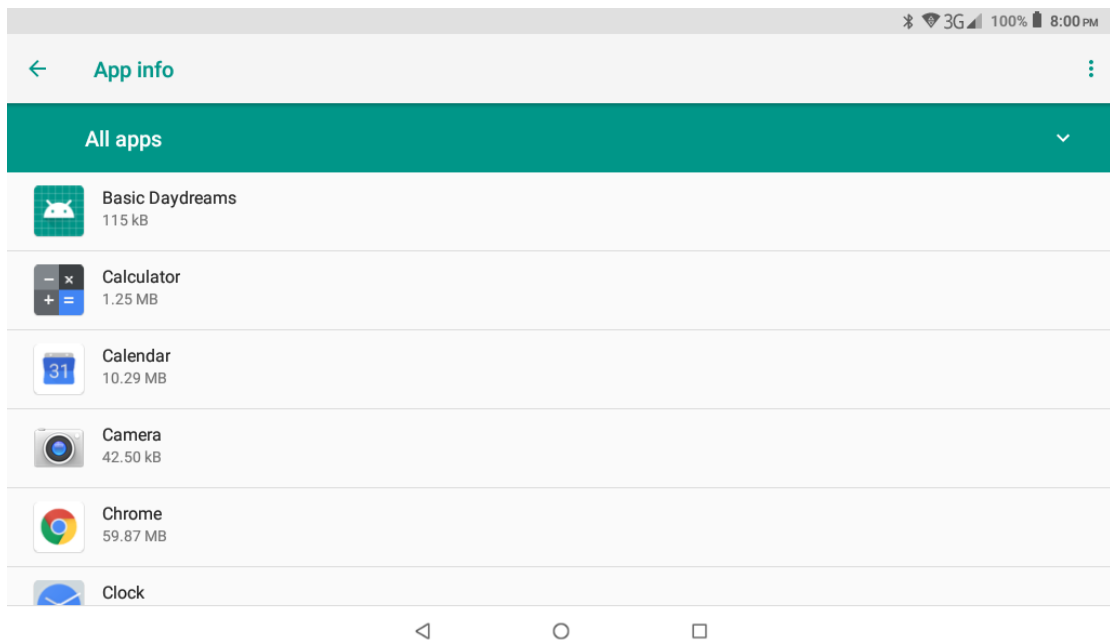 3G 100% 8:00 PM
App info
All apps
Basic Daydreams
115 kB
Calculator
1.25 MB
31
Calendar
10.29 MB
Camera
42.50 kB
Chrome
59.87 MB
Clock